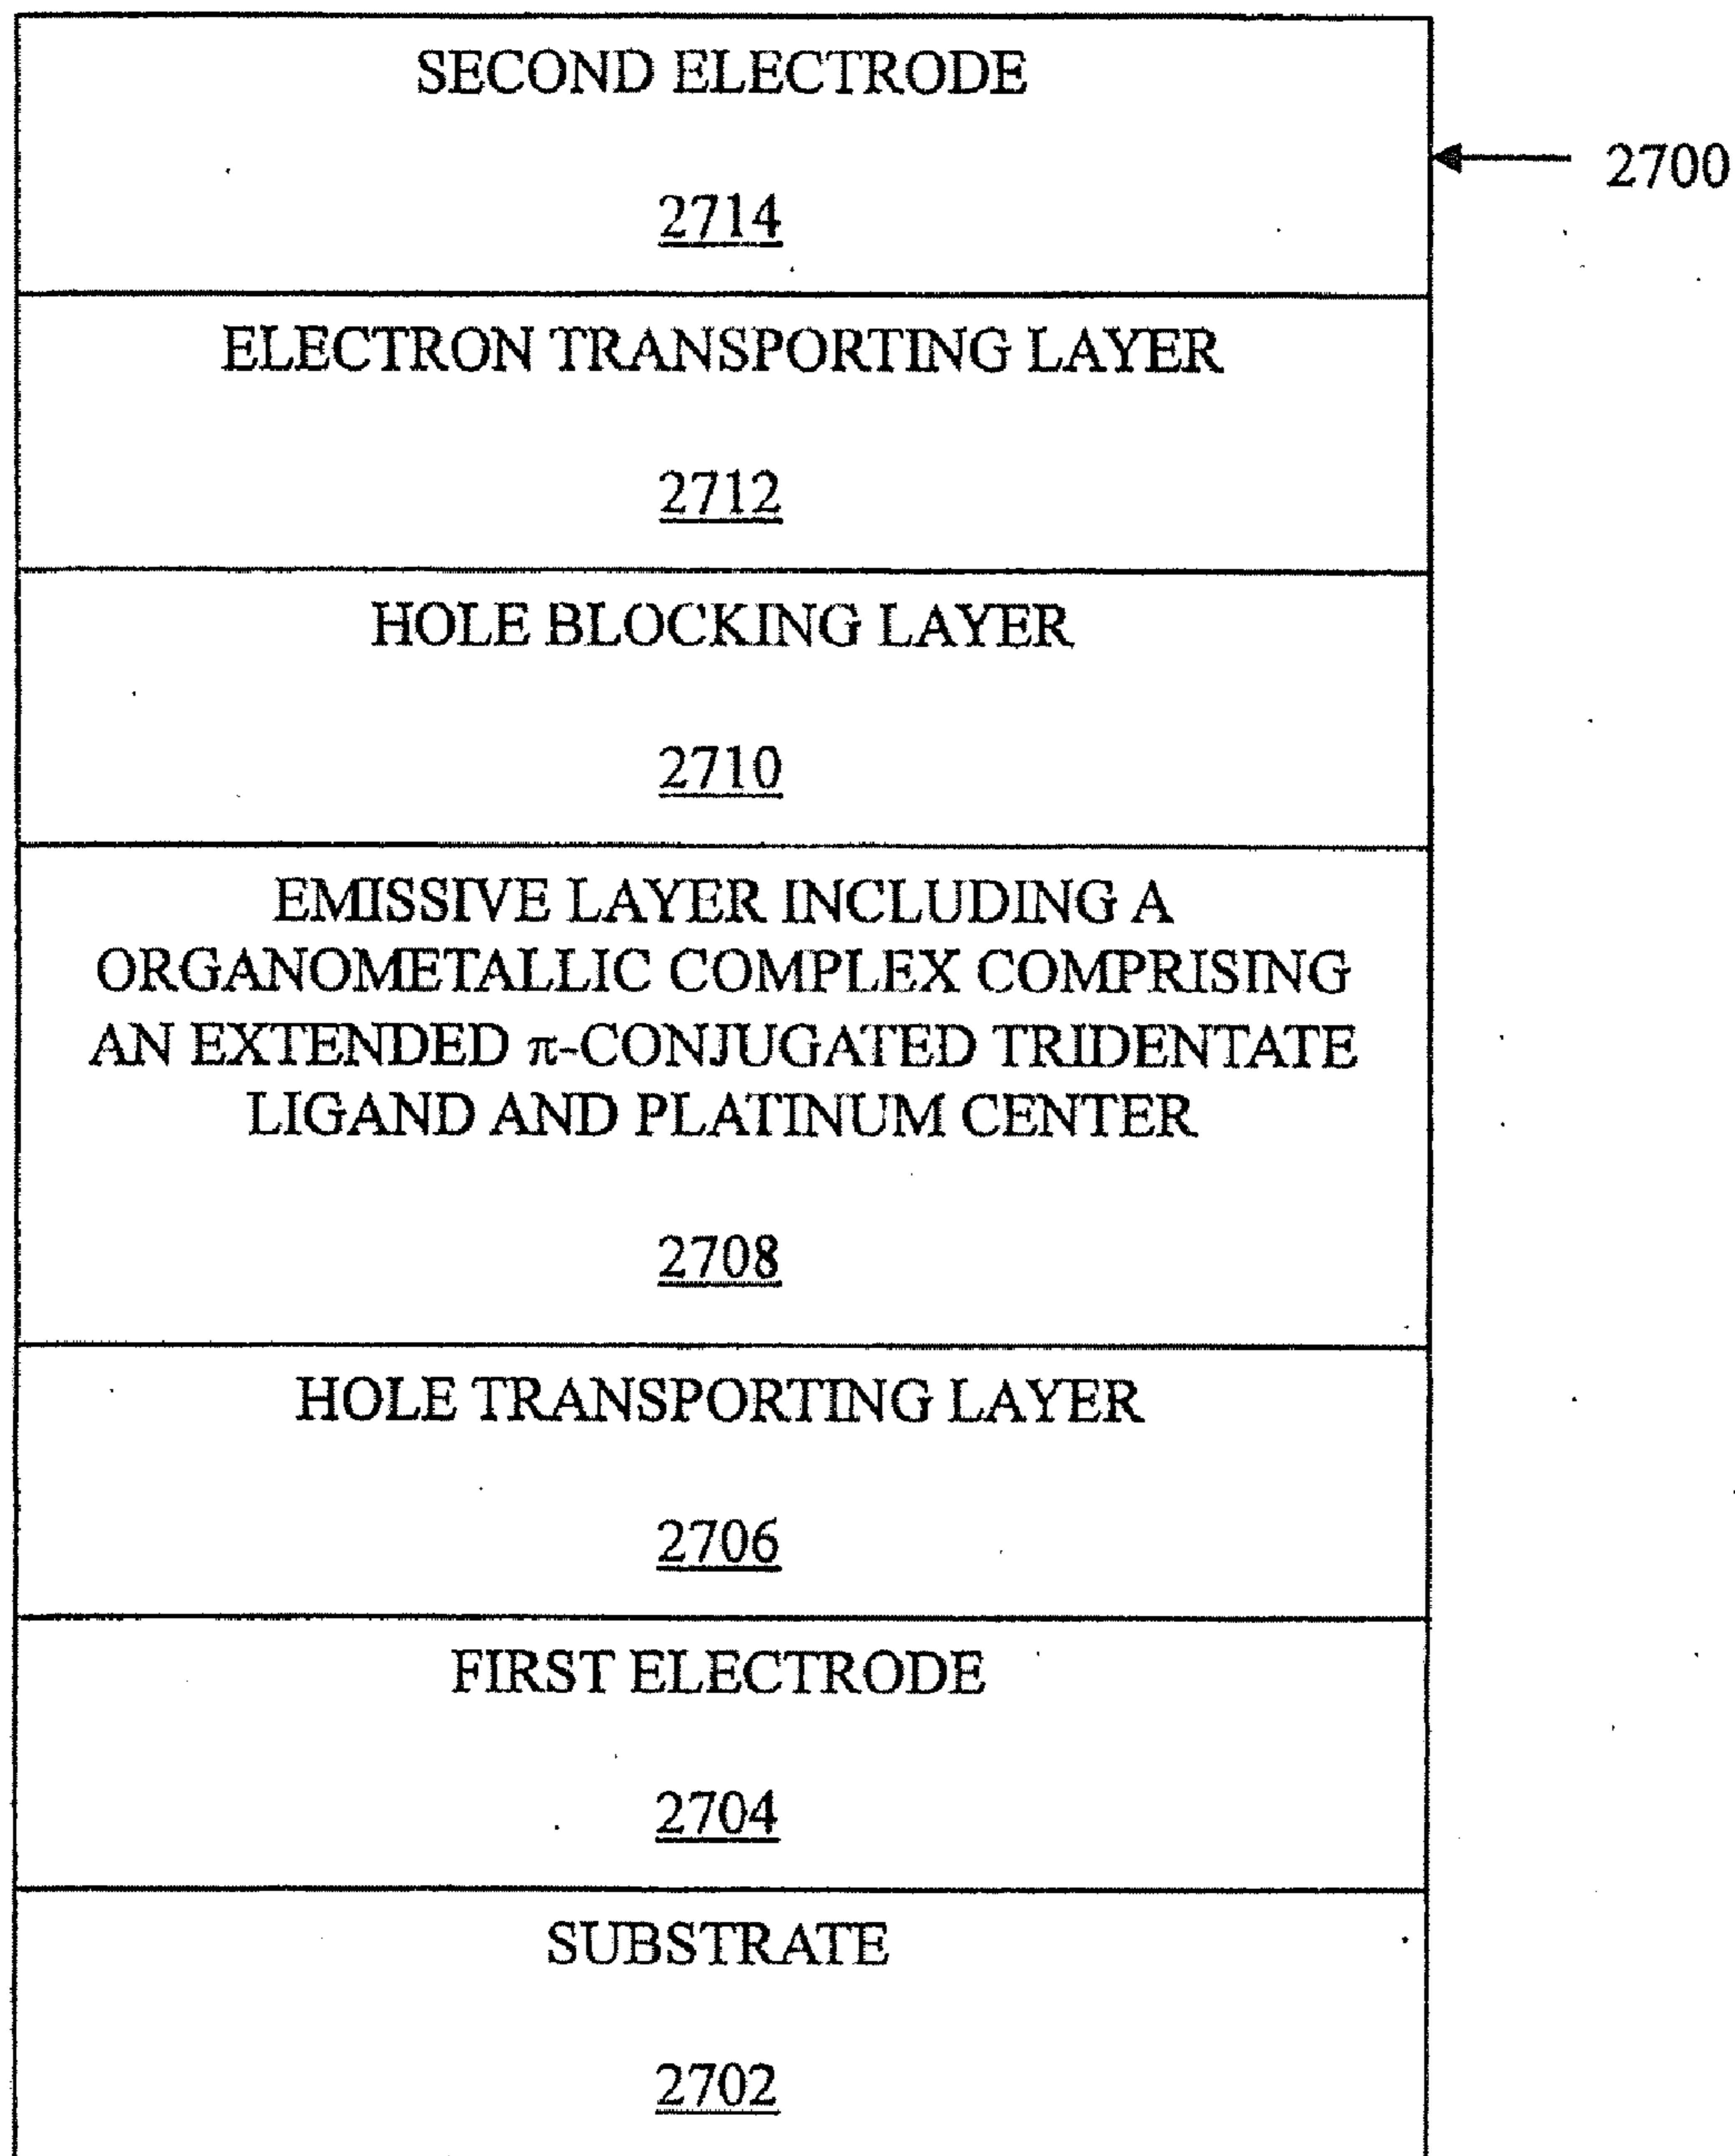 SECOND ELECTRODE
2714
2700
ELECTRON TRANSPORTING LAYER
2712
HOLE BLOCKING LAYER
2710
EMISSIVE LAYER INCLUDING A
ORGANOMETALLIC COMPLEX COMPRISING
AN EXTENDED π-CONJUGATED TRIDENTATE
LIGAND AND PLATINUM CENTER
2708
HOLE TRANSPORTING LAYER
2706
FIRST ELECTRODE
2704
SUBSTRATE
2702